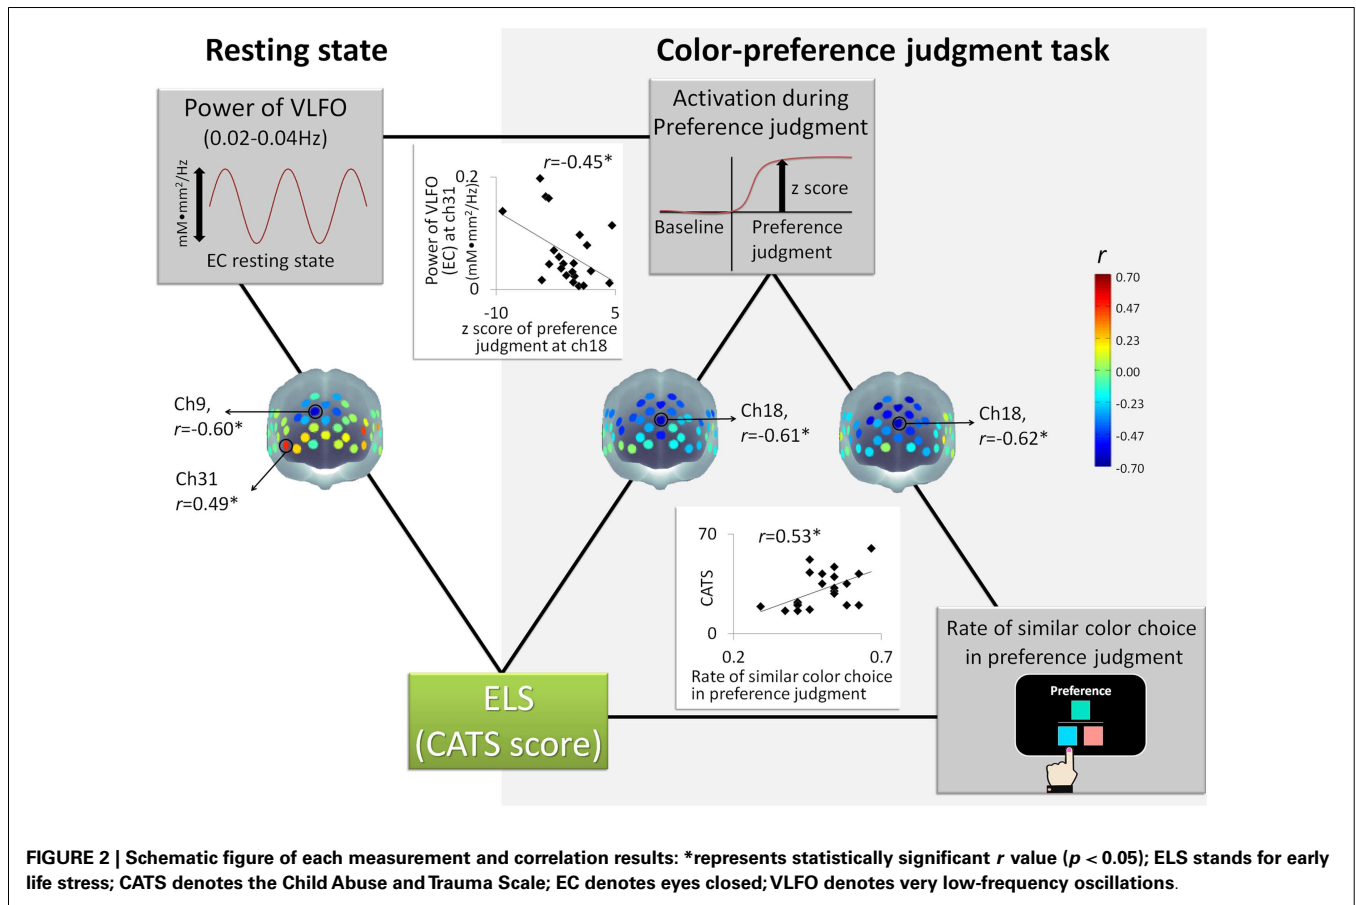 Resting state
Color-preference judgment task
Power of VLFO
(0.02-0.04Hz)
mM•mm²/Hz
EC resting state
Activation during
Preference judgment
z score
Baseline
Preference
judgment
r=-0.45*
0.2
0
Power of VLFO
(EC) at ch31
(mM•mm²/Hz)
-10
5
z score of preference
judgment at ch18
r
0.70
0.47
0.23
0.00
-0.23
-0.47
-0.70
Ch9,
r=-0.60*
Ch31
r=0.49*
Ch18,
r=-0.61*
Ch18,
r=-0.62*
r=0.53*
70
CATS
0
0.2
0.7
Rate of similar color choice
in preference judgment
ELS
(CATS score)
Rate of similar color choice
in preference judgment
Preference
FIGURE 2 | Schematic figure of each measurement and correlation results: *represents statistically significant r value (p < 0.05); ELS stands for early
life stress; CATS denotes the Child Abuse and Trauma Scale; EC denotes eyes closed; VLFO denotes very low-frequency oscillations.